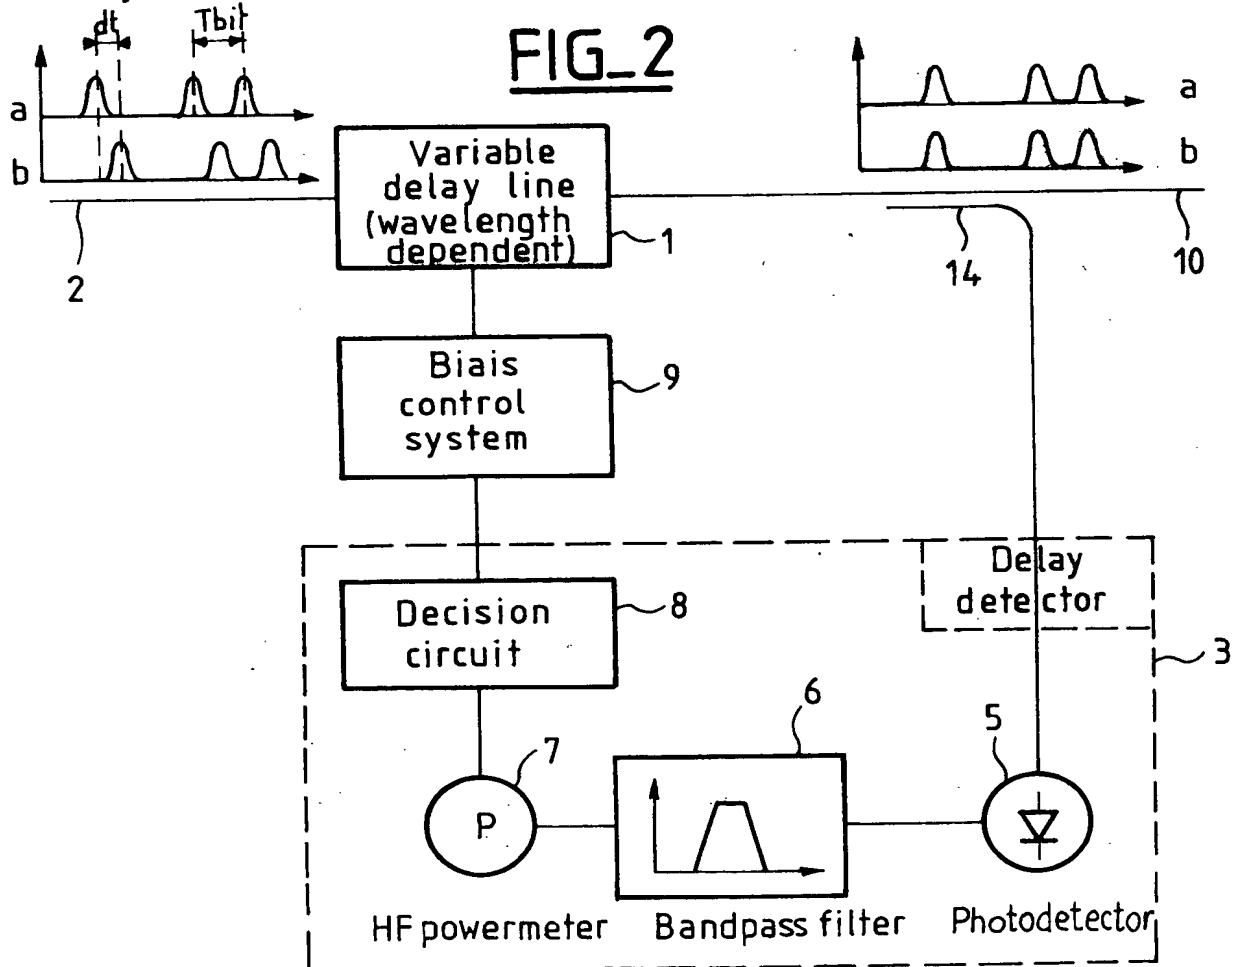 dt
Tbit
FIG_2
a
b
a
b
Variable
delay line
(wavelength
dependent)
1
2
14
10
Biais
control
system
9
Delay
detector
Decision
circuit
8
3
6
5
7
P
HF powermeter
Bandpass filter
Photodetector